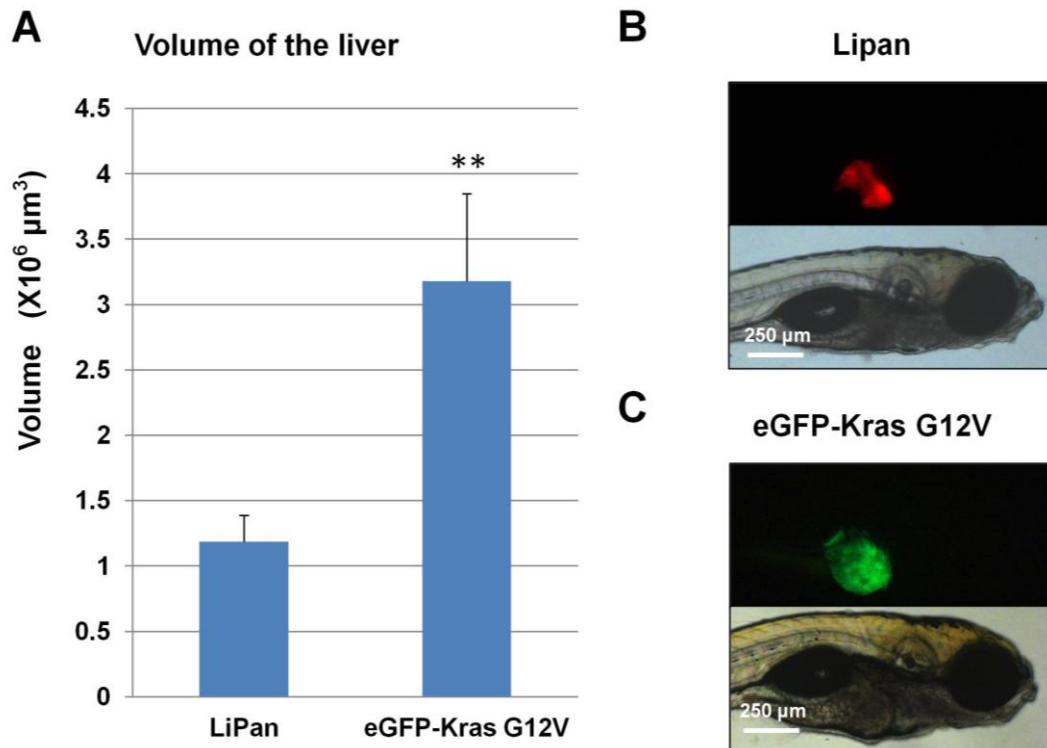 A
Volume of the liver
Volume (X10⁶ µm³)
4.5
4
3.5
3
2.5
2
1.5
1
0.5
0
**
LiPan
eGFP-Kras G12V
B
Lipan
250 µm
C
eGFP-Kras G12V
250 µm